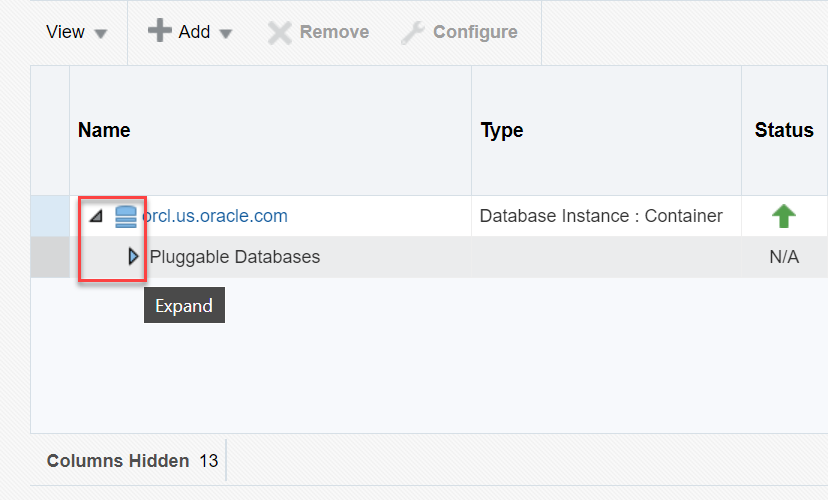 View Add Remove Configure
Name Type Status
orcl.us.oracle.com Database Instance : Container
Pluggable Databases N/A
Expand
Columns Hidden 13